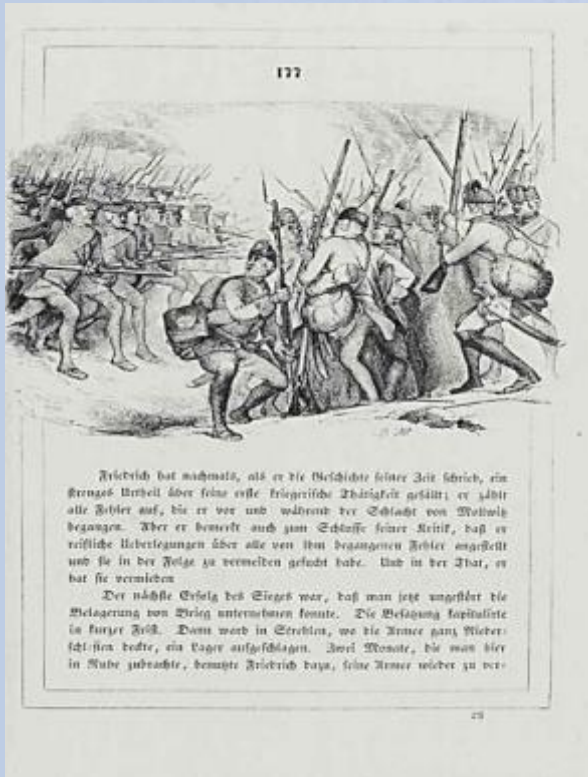 177
Friedrich hat nachmals, als er die Geschichte seiner Zeit schrieb, ein
strenges Urtheil über seine erste kriegerische Thätigkeit gefällt; er zählt
alle Fehler auf, die er vor und während der Schlacht von Mollwitz
begangen. Aber er bemerkt auch zum Schlusse seiner Kritik, daß er
reifliche Ueberlegungen über alle von ihm begangenen Fehler angestellt
und sie in der Folge zu vermeiden gesucht habe. Und in der That, er
hat sie vermieden
Der nächste Erfolg des Sieges war, daß man jetzt ungestört die
Belagerung von Brieg unternehmen konnte. Die Besatzung kapitulirte
in kurzer Frist. Dann ward in Strehlen, wo die Armee ganz Nieder-
schlesien deckte, ein Lager aufgeschlagen. Zwei Monate, die man hier
in Ruhe zubrachte, benutzte Friedrich dazu, seine Armee wieder zu ver-